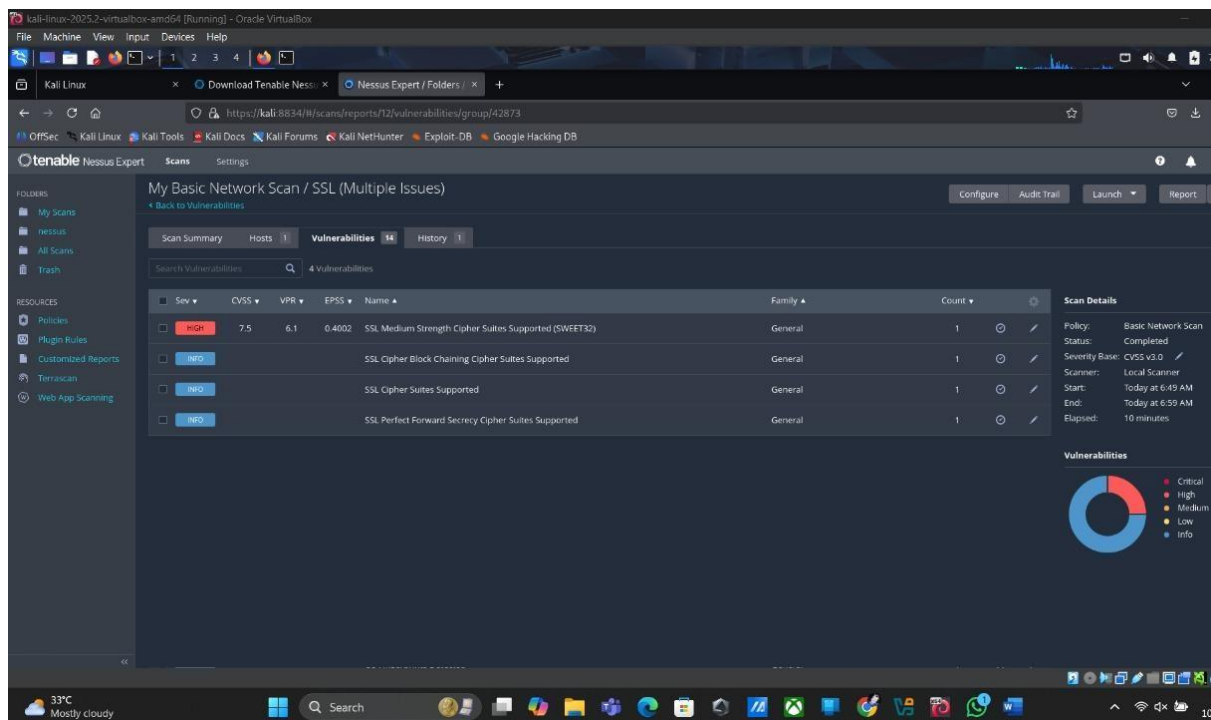 kali-linux-2025.2-virtualbox-amd64 [Running] - Oracle VirtualBox
File Machine View Input Devices Help
1 2 3 4
Kali Linux × Download Tenable Nessu × Nessus Expert / Folders / × +
https://kali:8834/#/scans/reports/12/vulnerabilities/group/42873
OffSec Kali Linux Kali Tools Kali Docs Kali Forums Kali NetHunter Exploit-DB Google Hacking DB
tenable Nessus Expert Scans Settings
FOLDERS
My Scans
nessus
All Scans
Trash
RESOURCES
Policies
Plugin Rules
Customized Reports
Terrascan
Web App Scanning
My Basic Network Scan / SSL (Multiple Issues)
< Back to Vulnerabilities
Configure Audit Trail Launch Report
Scan Summary Hosts 1 Vulnerabilities 14 History 1
Search Vulnerabilities 4 Vulnerabilities
Sev CVSS VPR EPSS Name Family Count
HIGH 7.5 6.1 0.4002 SSL Medium Strength Cipher Suites Supported (SWEET32) General 1
INFO SSL Cipher Block Chaining Cipher Suites Supported General 1
INFO SSL Cipher Suites Supported General 1
INFO SSL Perfect Forward Secrecy Cipher Suites Supported General 1
Scan Details
Policy: Basic Network Scan
Status: Completed
Severity Base: CVSS v3.0
Scanner: Local Scanner
Start: Today at 6:49 AM
End: Today at 6:59 AM
Elapsed: 10 minutes
Vulnerabilities
Critical
High
Medium
Low
Info
33°C
Mostly cloudy
Search
10